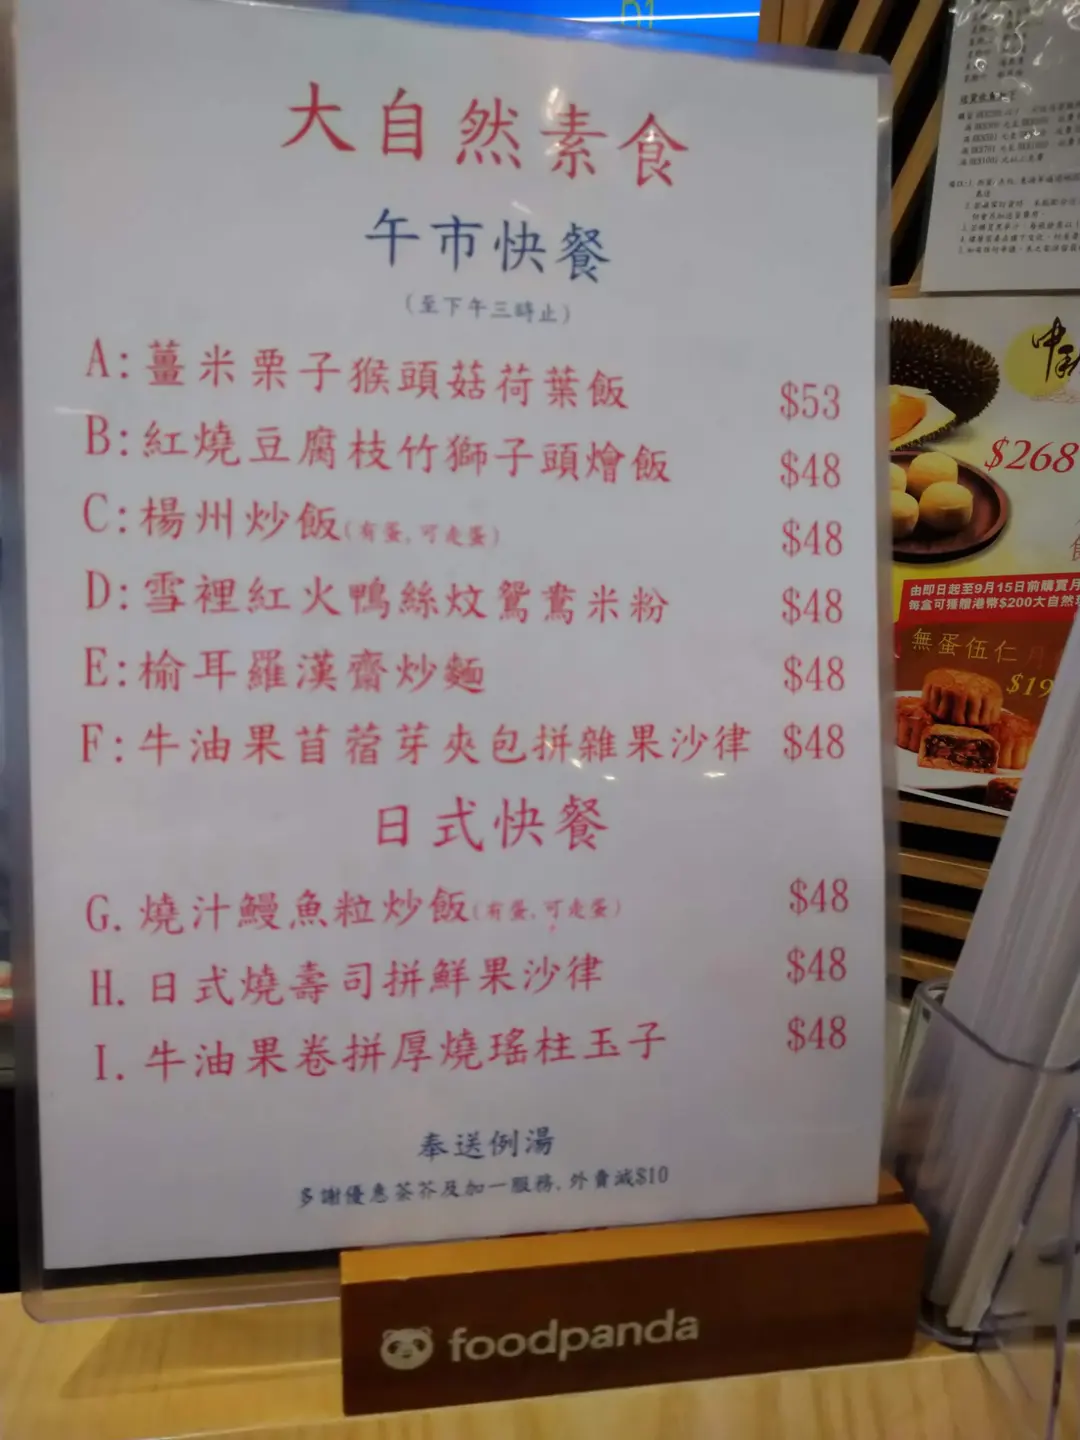 大自然素食
午市快餐
(至下午三時止)
A:薑米栗子猴頭菇荷葉飯 $53
B:紅燒豆腐枝竹獅子頭燴飯 $48
C:楊州炒飯(有蛋,可走蛋) $48
D:雪裡紅火鴨絲炆鴛鴦米粉 $48
E:榆耳羅漢齋炒麵 $48
F:牛油果苜蓿芽夾包拼雜果沙律 $48
日式快餐
G.燒汁鰻魚粒炒飯(有蛋,可走蛋) $48
H.日式燒壽司拼鮮果沙律 $48
I.牛油果卷拼厚燒瑤柱玉子 $48
奉送例湯
多謝優惠茶芥及加一服務,外賣減$10
foodpanda
中秋
$268
由即日起至9月15日前購買月
每盒可獲贈港幣$200大自然
無蛋伍仁月
$19